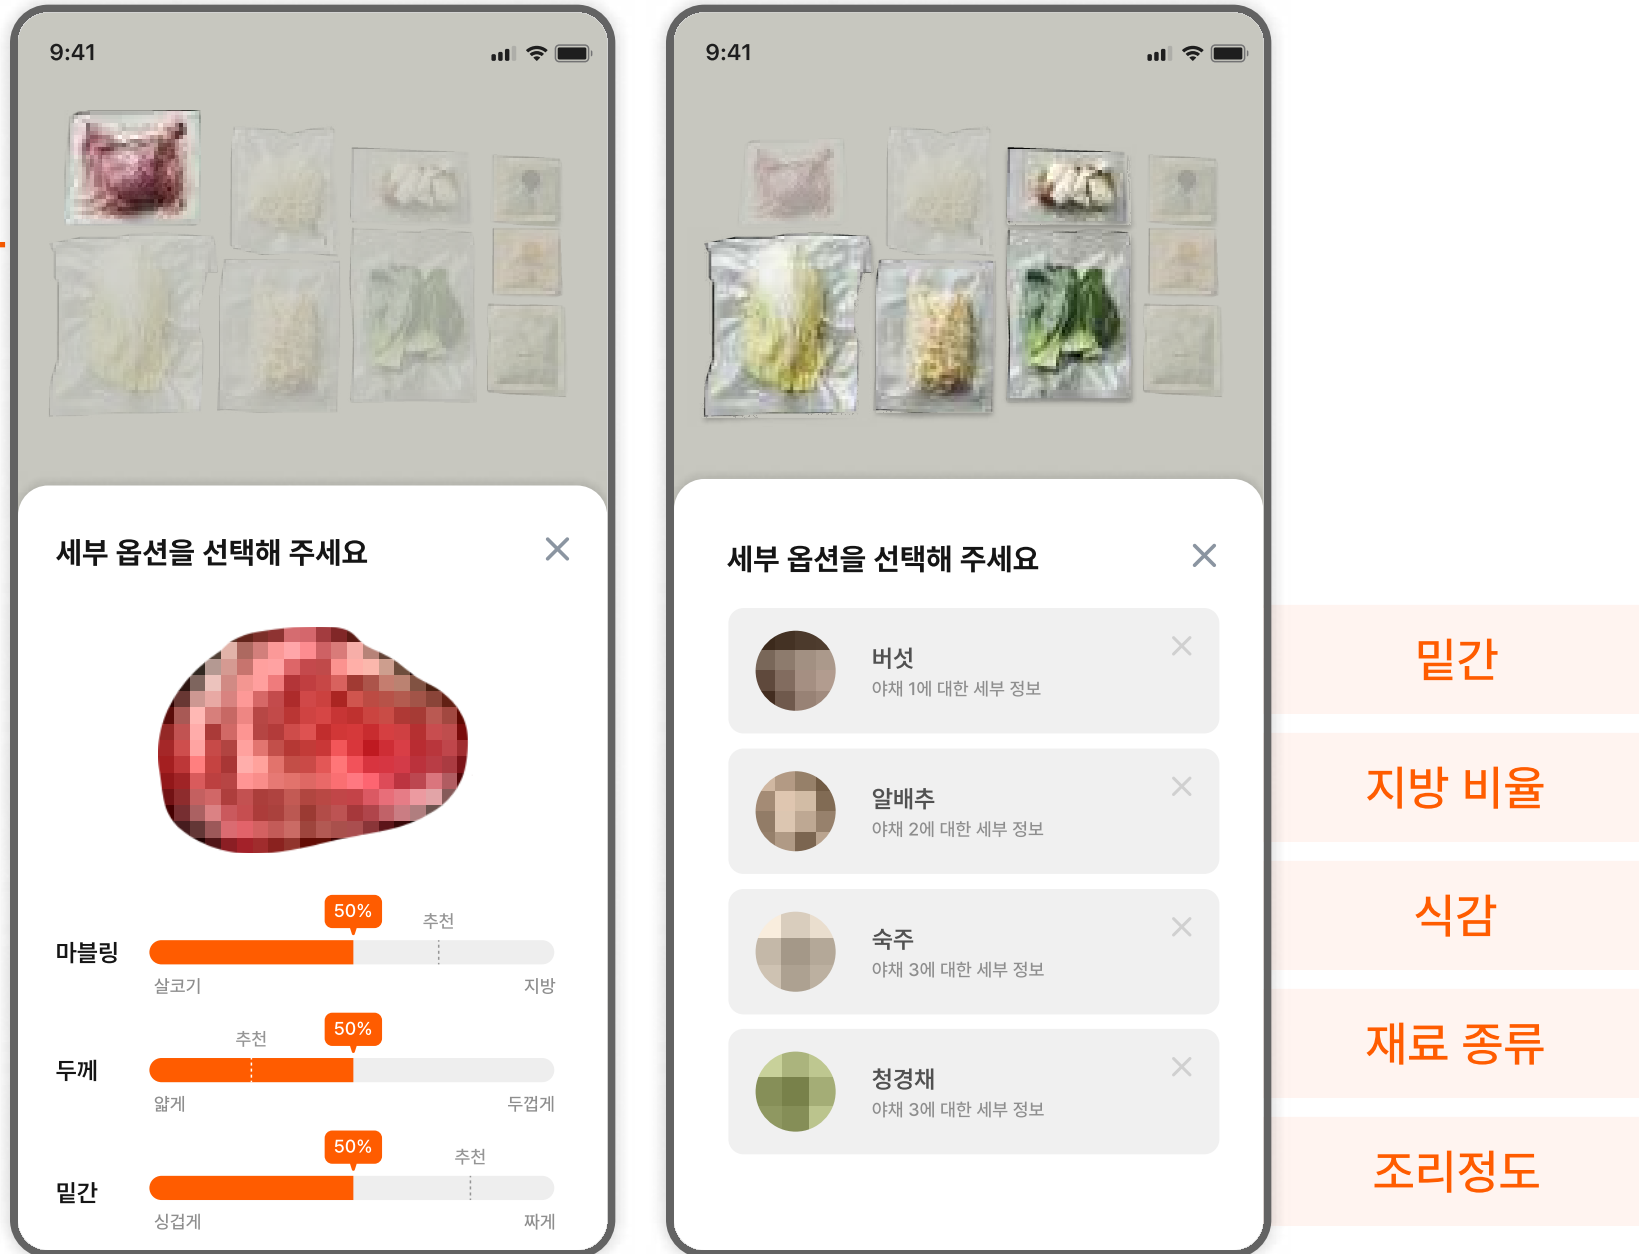 9:41
세부 옵션을 선택해 주세요
50%
추천
마블링
살코기
지방
추천
50%
두께
얇게
두껍게
50%
추천
밑간
싱겁게
짜게
9:41
세부 옵션을 선택해 주세요
버섯
야채 1에 대한 세부 정보
알배추
야채 2에 대한 세부 정보
숙주
야채 3에 대한 세부 정보
청경채
야채 3에 대한 세부 정보
밑간
지방 비율
식감
재료 종류
조리정도